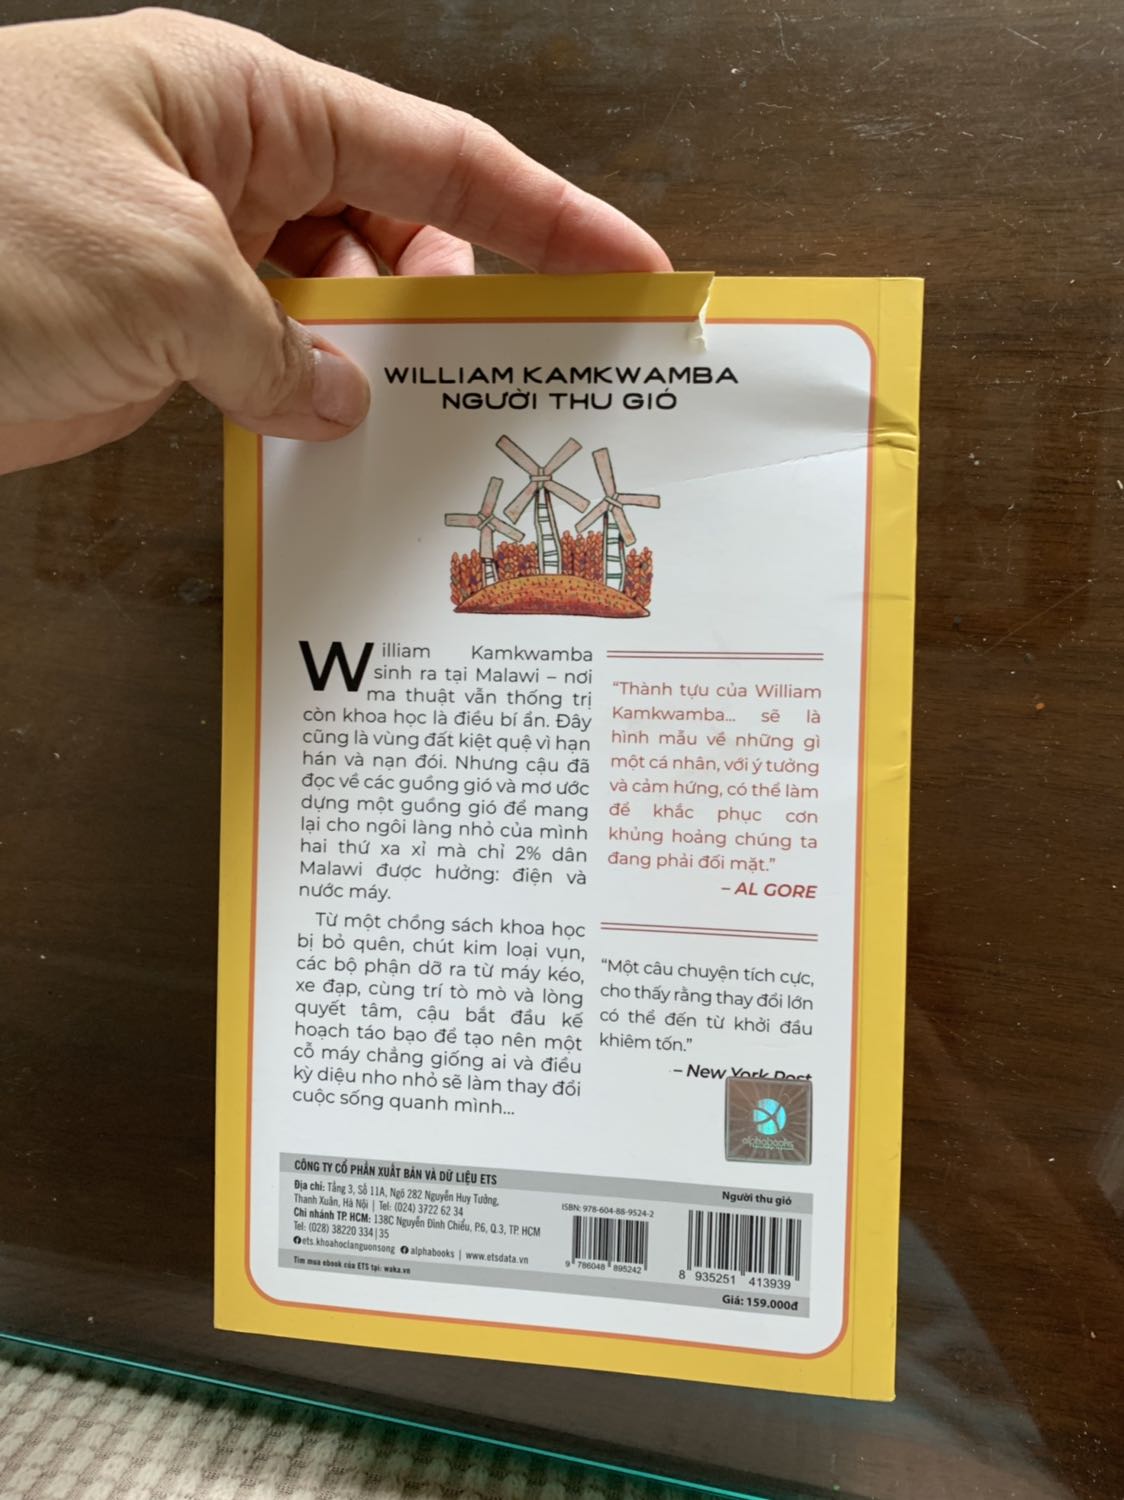 WILLIAM KAMKWAMBA
NGƯỜI THU GIÓ
William Kamkwamba
sinh ra tại Malawi – nơi
ma thuật vẫn thống trị
còn khoa học là điều bí ẩn. Đây
cũng là vùng đất kiệt quệ vì hạn
hán và nạn đói. Nhưng cậu đã
đọc về các guồng gió và mơ ước
dựng một guồng gió để mang
lại cho ngôi làng nhỏ của mình
hai thứ xa xỉ mà chỉ 2% dân
Malawi được hưởng: điện và
nước máy.
Từ một chồng sách khoa học
bị bỏ quên, chút kim loại vụn,
các bộ phận dỡ ra từ máy kéo,
xe đạp, cùng trí tò mò và lòng
quyết tâm, cậu bắt đầu kế
hoạch táo bạo để tạo nên một
cỗ máy chẳng giống ai và điều
kỳ diệu nho nhỏ sẽ làm thay đổi
cuộc sống quanh mình...
“Thành tựu của William
Kamkwamba... sẽ là
hình mẫu về những gì
một cá nhân, với ý tưởng
và cảm hứng, có thể làm
để khắc phục cơn
khủng hoảng chúng ta
đang phải đối mặt.”
– AL GORE
“Một câu chuyện tích cực,
cho thấy rằng thay đổi lớn
có thể đến từ khởi đầu
khiêm tốn.”
– New York Post
alphabooks
CÔNG TY CỔ PHẦN XUẤT BẢN VÀ DỮ LIỆU ETS
Địa chỉ: Tầng 3, Số 11A, Ngõ 282 Nguyễn Huy Tưởng,
Thanh Xuân, Hà Nội | Tel: (024) 3722 62 34
Chi nhánh TP. HCM: 138C Nguyễn Đình Chiểu, P6, Q.3, TP. HCM
Tel: (028) 38220 334|35
ets.khoahoclanguonsong alphabooks | www.etsdata.vn
Tìm mua ebook của ETS tại: waka.vn
ISBN: 978-604-88-9524-2
9 786048 895242
Người thu gió
8 935251 413939
Giá: 159.000đ